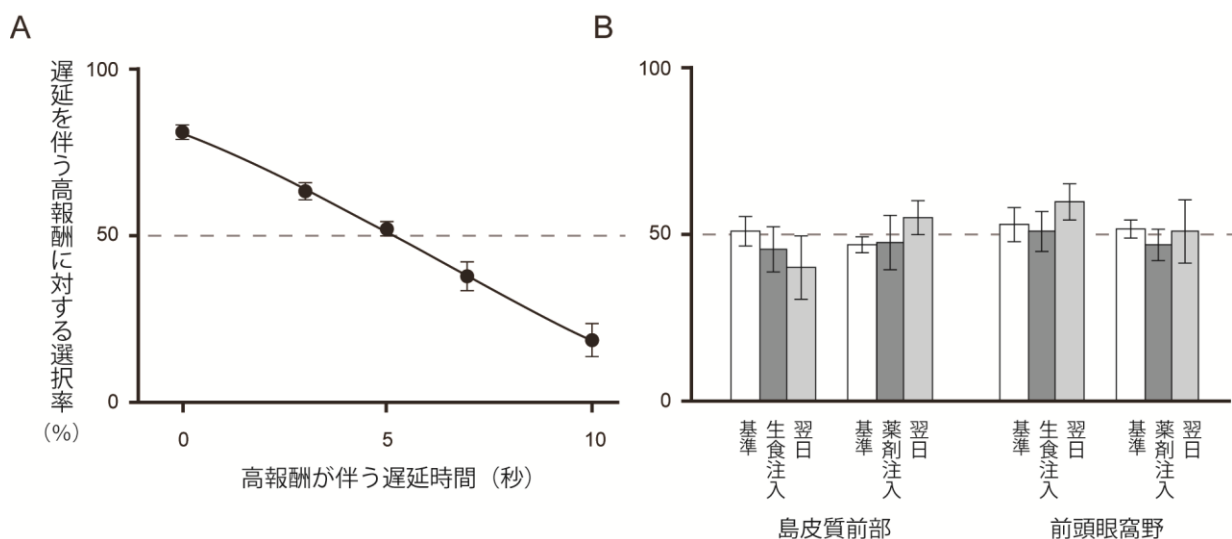 A
遅延を伴う高報酬に対する選択率
(%)
100
50
0
0
5
10
高報酬が伴う遅延時間（秒）
B
100
50
0
基準
生食注入
翌日
基準
薬剤注入
翌日
基準
生食注入
翌日
基準
薬剤注入
翌日
島皮質前部
前頭眼窩野